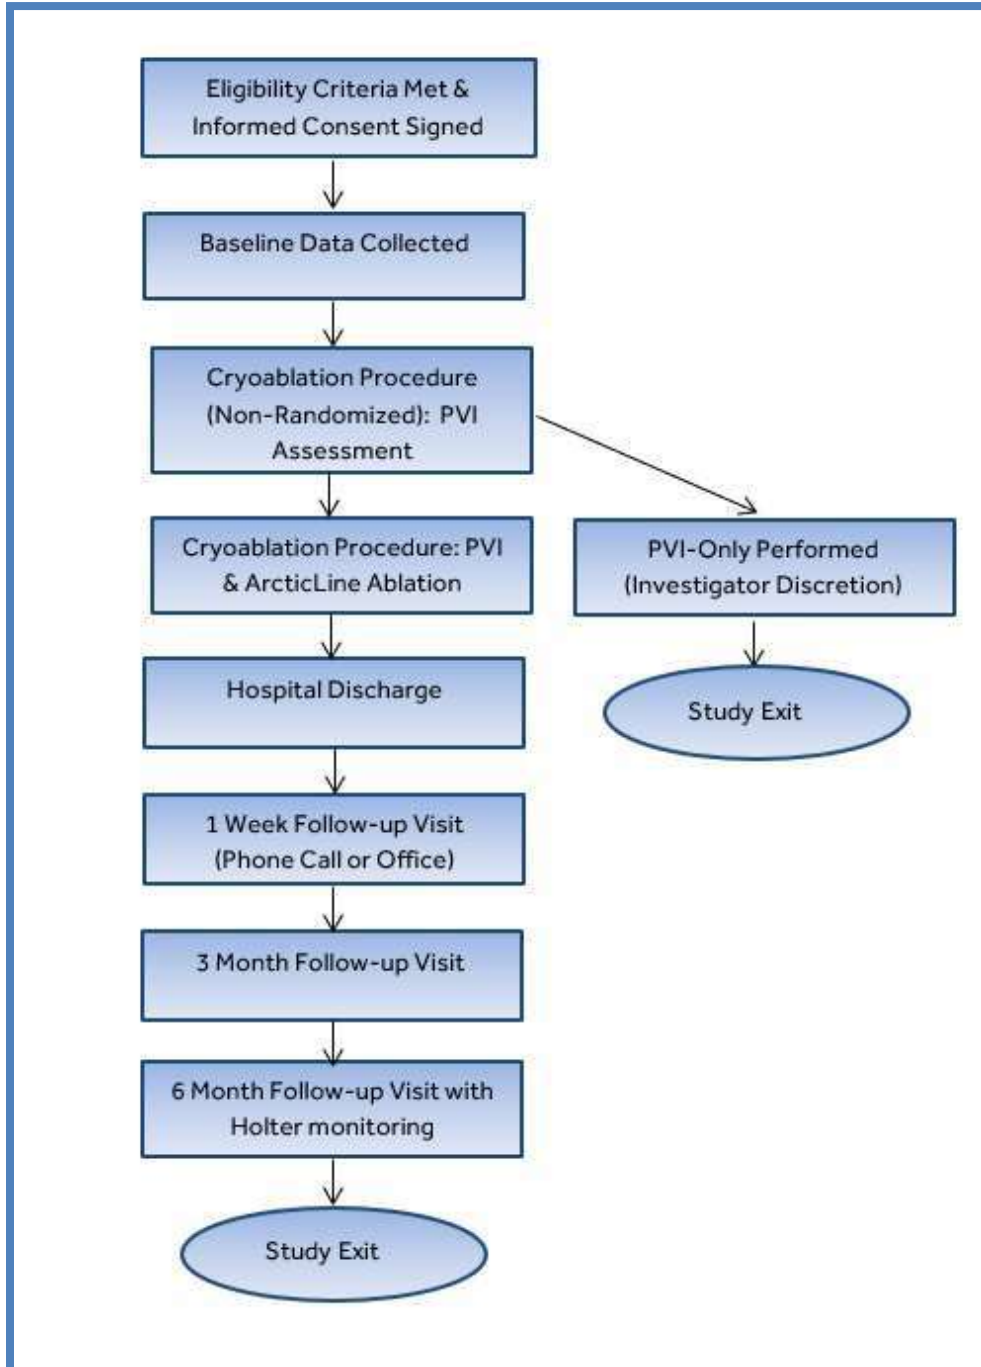 Eligibility Criteria Met &
Informed Consent Signed
Baseline Data Collected
Cryoablation Procedure
(Non-Randomized): PVI
Assessment
Cryoablation Procedure: PVI
& ArcticLine Ablation
PVI-Only Performed
(Investigator Discretion)
Hospital Discharge
Study Exit
1 Week Follow-up Visit
(Phone Call or Office)
3 Month Follow-up Visit
6 Month Follow-up Visit with
Holter monitoring
Study Exit